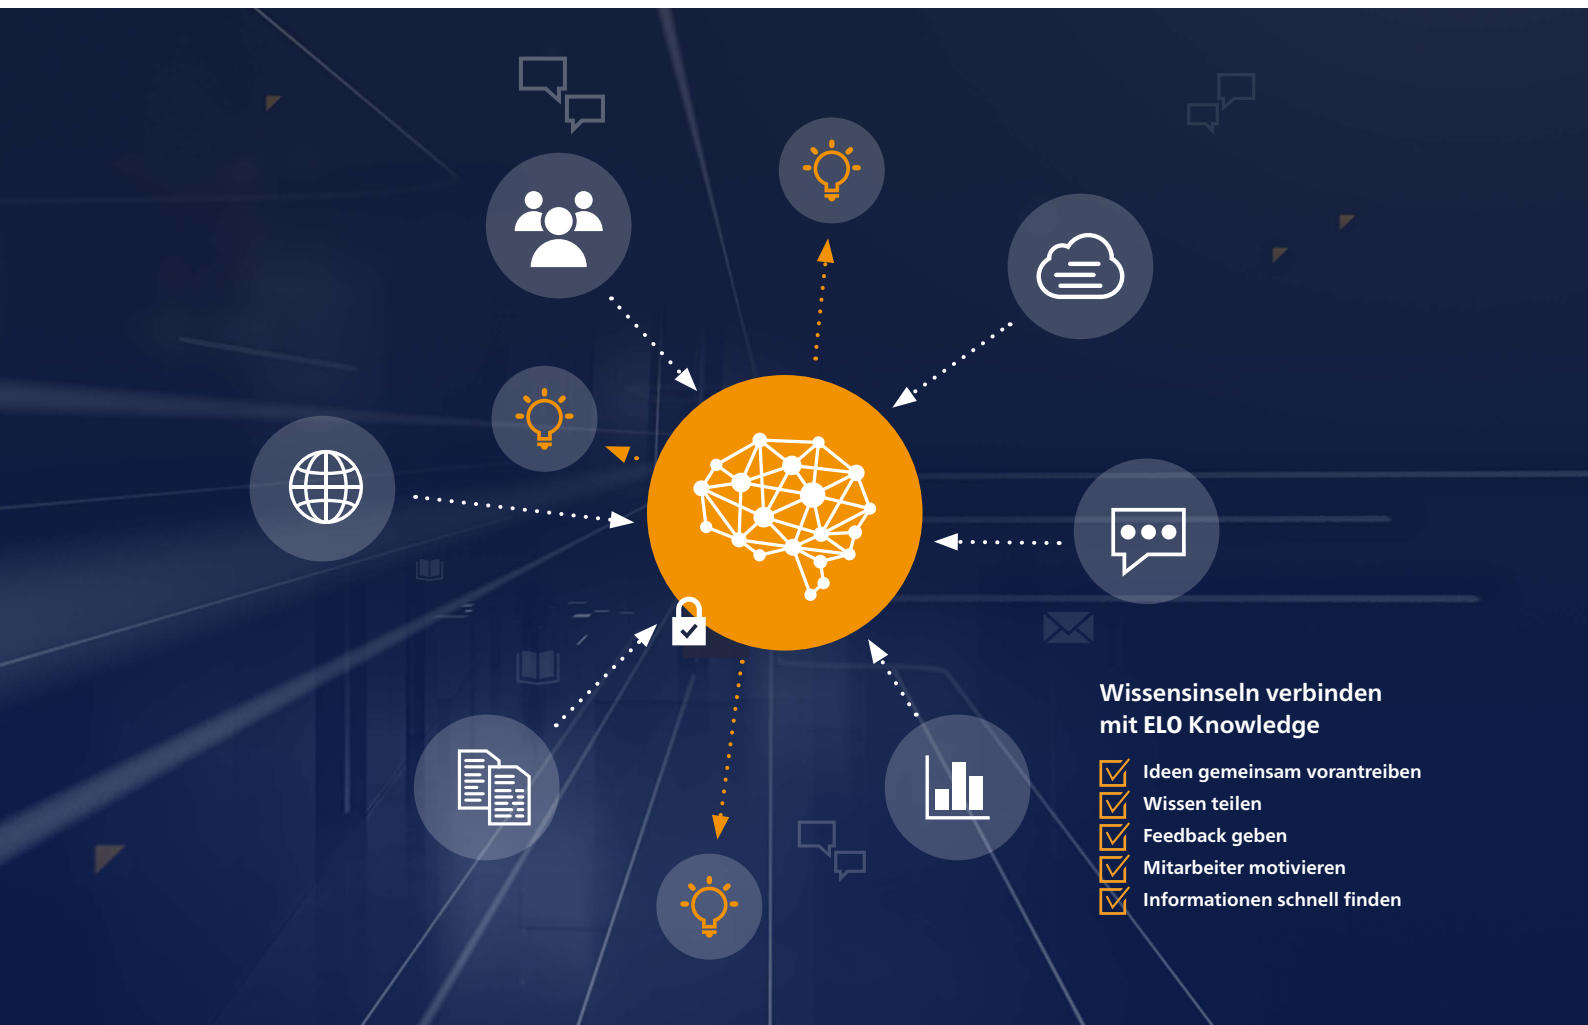 Wissensinseln verbinden
mit ELO Knowledge
Ideen gemeinsam vorantreiben
Wissen teilen
Feedback geben
Mitarbeiter motivieren
Informationen schnell finden